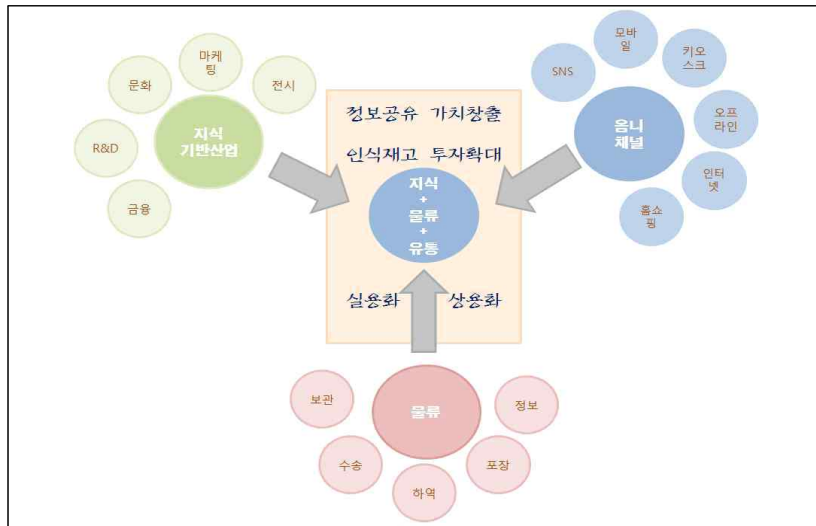 마케
팅
문화
전시
R&D
금융
지식
기반산업
정보공유 가치창출
인식재고 투자확대
지식
+
물류
+
유통
실용화 상용화
모바
일
키오
스크
SNS
오프
라인
옴니
채널
인터
넷
홈쇼
핑
물류
보관
정보
수송
포장
하역